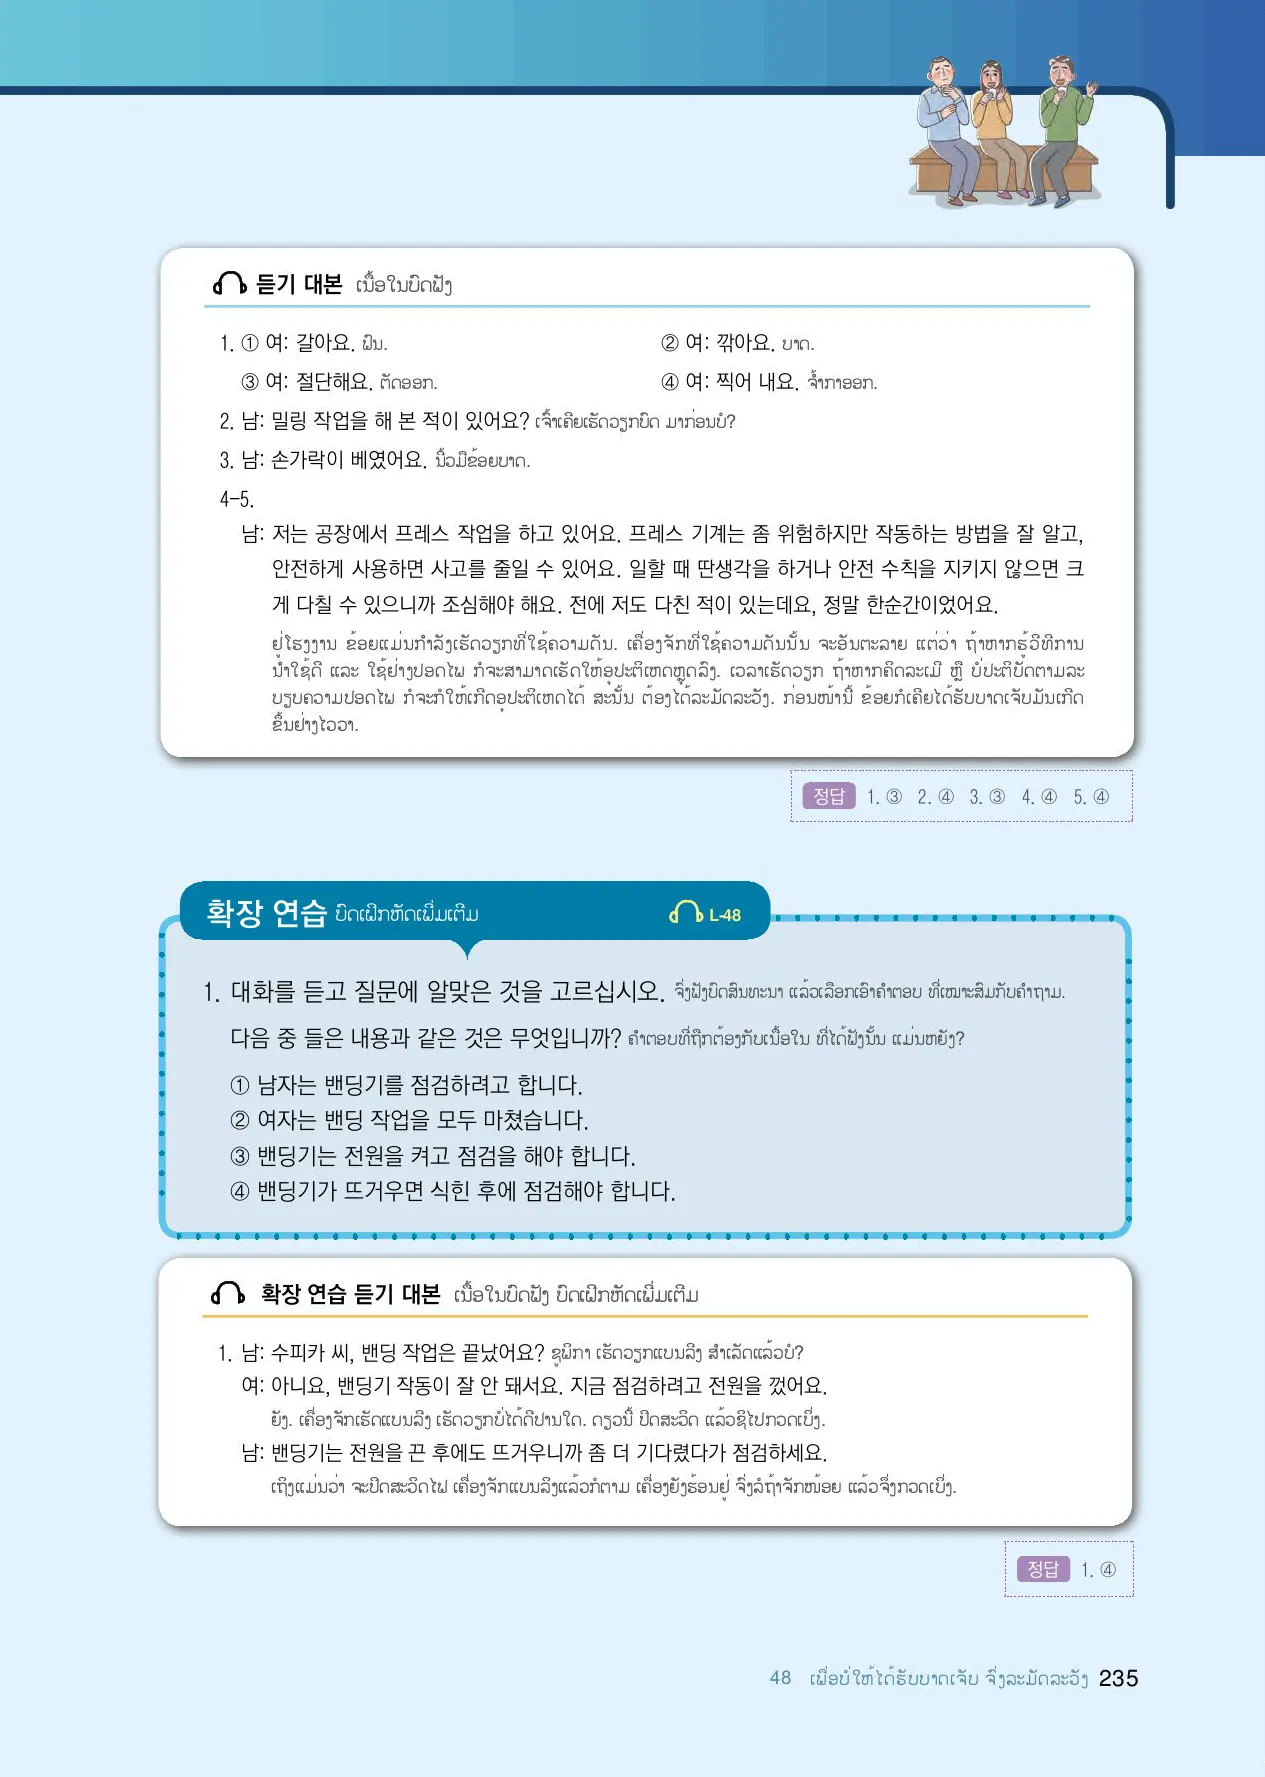 듣기 대본 ເນື້ອໃນບົດຟັງ
1. ① 여: 갈아요. ຝົນ. ② 여: 깎아요. ບາດ.
③ 여: 절단해요. ຕັດອອກ. ④ 여: 찍어 내요. ຈ້ຳກາອອກ.
2. 남: 밀링 작업을 해 본 적이 있어요? ເຈົ້າເຄີຍເຮັດວຽກບົດ ມາກ່ອນບໍ?
3. 남: 손가락이 베였어요. ນິ້ວມືຂ້ອຍບາດ.
4-5.
남: 저는 공장에서 프레스 작업을 하고 있어요. 프레스 기계는 좀 위험하지만 작동하는 방법을 잘 알고,
안전하게 사용하면 사고를 줄일 수 있어요. 일할 때 딴생각을 하거나 안전 수칙을 지키지 않으면 크
게 다칠 수 있으니까 조심해야 해요. 전에 저도 다친 적이 있는데요, 정말 한순간이었어요.
ຢູ່ໂຮງງານ ຂ້ອຍແມ່ນກຳລັງເຮັດວຽກທີ່ໃຊ້ຄວາມດັນ. ເຄື່ອງຈັກທີ່ໃຊ້ຄວາມດັນນັ້ນ ຈະອັນຕະລາຍ ແຕ່ວ່າ ຖ້າຫາກຮູ້ວິທີການ
ນຳໃຊ້ດີ ແລະ ໃຊ້ຢ່າງປອດໄພ ກໍຈະສາມາດເຮັດໃຫ້ອຸປະຕິເຫດຫຼຸດລົງ. ເວລາເຮັດວຽກ ຖ້າຫາກຄິດລະເມີ ຫຼື ບໍ່ປະຕິບັດຕາມລະ
ບຽບຄວາມປອດໄພ ກໍຈະກໍໃຫ້ເກີດອຸປະຕິເຫດໄດ້ ສະນັ້ນ ຕ້ອງໄດ້ລະມັດລະວັງ. ກ່ອນໜ້ານີ້ ຂ້ອຍກໍເຄີຍໄດ້ຮັບບາດເຈັບມັນເກີດ
ຂຶ້ນຢ່າງໄວວາ.
정답 1. ③ 2. ④ 3. ③ 4. ④ 5. ④
확장 연습 ບົດເຝິກຫັດເພີ່ມເຕີມ L-48
1. 대화를 듣고 질문에 알맞은 것을 고르십시오. ຈົ່ງຟັງບົດສົນທະນາ ແລ້ວເລືອກເອົາຄຳຕອບ ທີ່ເໝາະສົມກັບຄຳຖາມ.
다음 중 들은 내용과 같은 것은 무엇입니까? ຄຳຕອບທີ່ຖືກຕ້ອງກັບເນື້ອໃນ ທີ່ໄດ້ຟັງນັ້ນ ແມ່ນຫຍັງ?
① 남자는 밴딩기를 점검하려고 합니다.
② 여자는 밴딩 작업을 모두 마쳤습니다.
③ 밴딩기는 전원을 켜고 점검을 해야 합니다.
④ 밴딩기가 뜨거우면 식힌 후에 점검해야 합니다.
확장 연습 듣기 대본 ເນື້ອໃນບົດຟັງ ບົດເຝິກຫັດເພີ່ມເຕີມ
1. 남: 수피카 씨, 밴딩 작업은 끝났어요? ຊູພິກາ ເຮັດວຽກແບນລິງ ສຳເລັດແລ້ວບໍ?
여: 아니요, 밴딩기 작동이 잘 안 돼서요. 지금 점검하려고 전원을 껐어요.
ຍັງ. ເຄື່ອງຈັກເຮັດແບນລີງ ເຮັດວຽກບໍ່ໄດ້ດີປານໃດ. ດຽວນີ້ ປິດສະວິດ ແລ້ວຊິໄປກວດເບິ່ງ.
남: 밴딩기는 전원을 끈 후에도 뜨거우니까 좀 더 기다렸다가 점검하세요.
ເຖິງແມ່ນວ່າ ຈະປິດສະວິດໄຟ ເຄື່ອງຈັກແບນລິງແລ້ວກໍຕາມ ເຄື່ອງຍັງຮ້ອນຢູ່ ຈົ່ງລໍຖ້າຈັກໜ້ອຍ ແລ້ວຈຶ່ງກວດເບິ່ງ.
정답 1. ④
48 ເພື່ອບໍ່ໃຫ້ໄດ້ຮັບບາດເຈັບ ຈົ່ງລະມັດລະວັງ 235